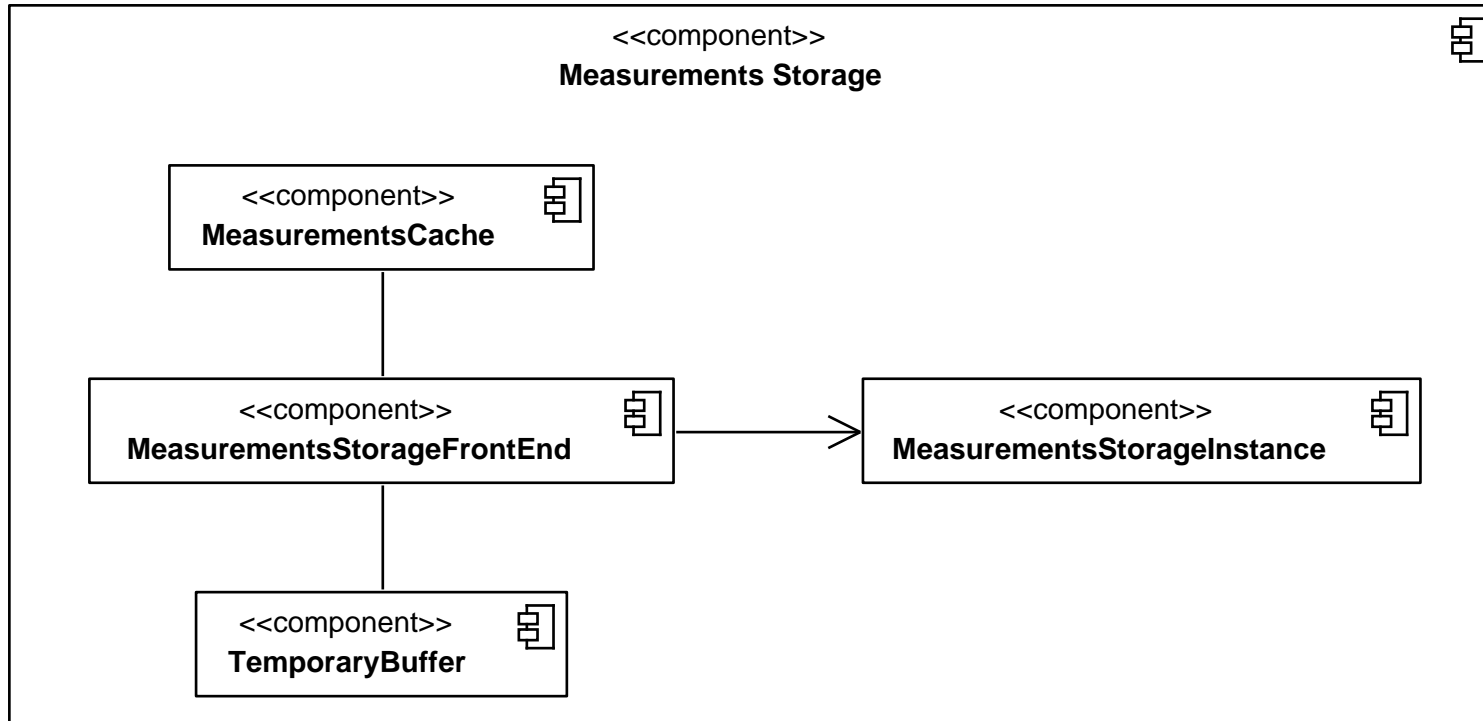 <<component>>
Measurements Storage
<<component>>
MeasurementsCache
<<component>>
MeasurementsStorageFrontEnd
<<component>>
MeasurementsStorageInstance
<<component>>
TemporaryBuffer